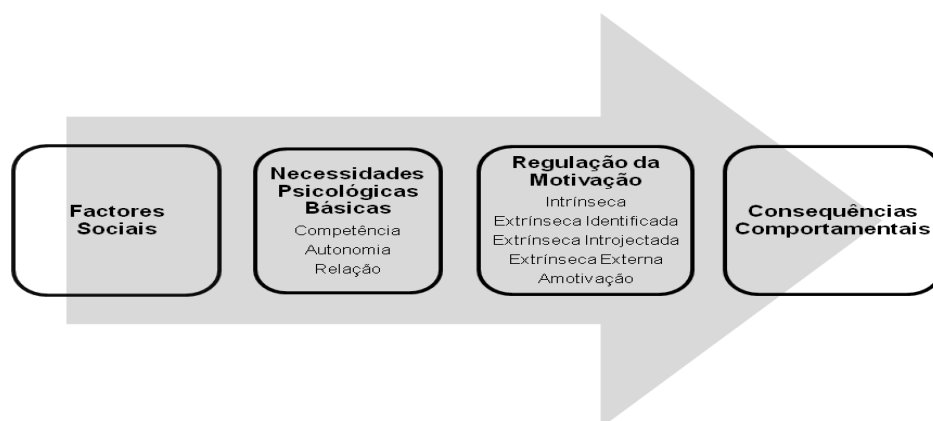 Factores
Sociais
Necessidades
Psicológicas
Básicas
Competência
Autonomia
Relação
Regulação da
Motivação
Intrínseca
Extrínseca Identificada
Extrínseca Introjectada
Extrínseca Externa
Amotivação
Consequências
Comportamentais